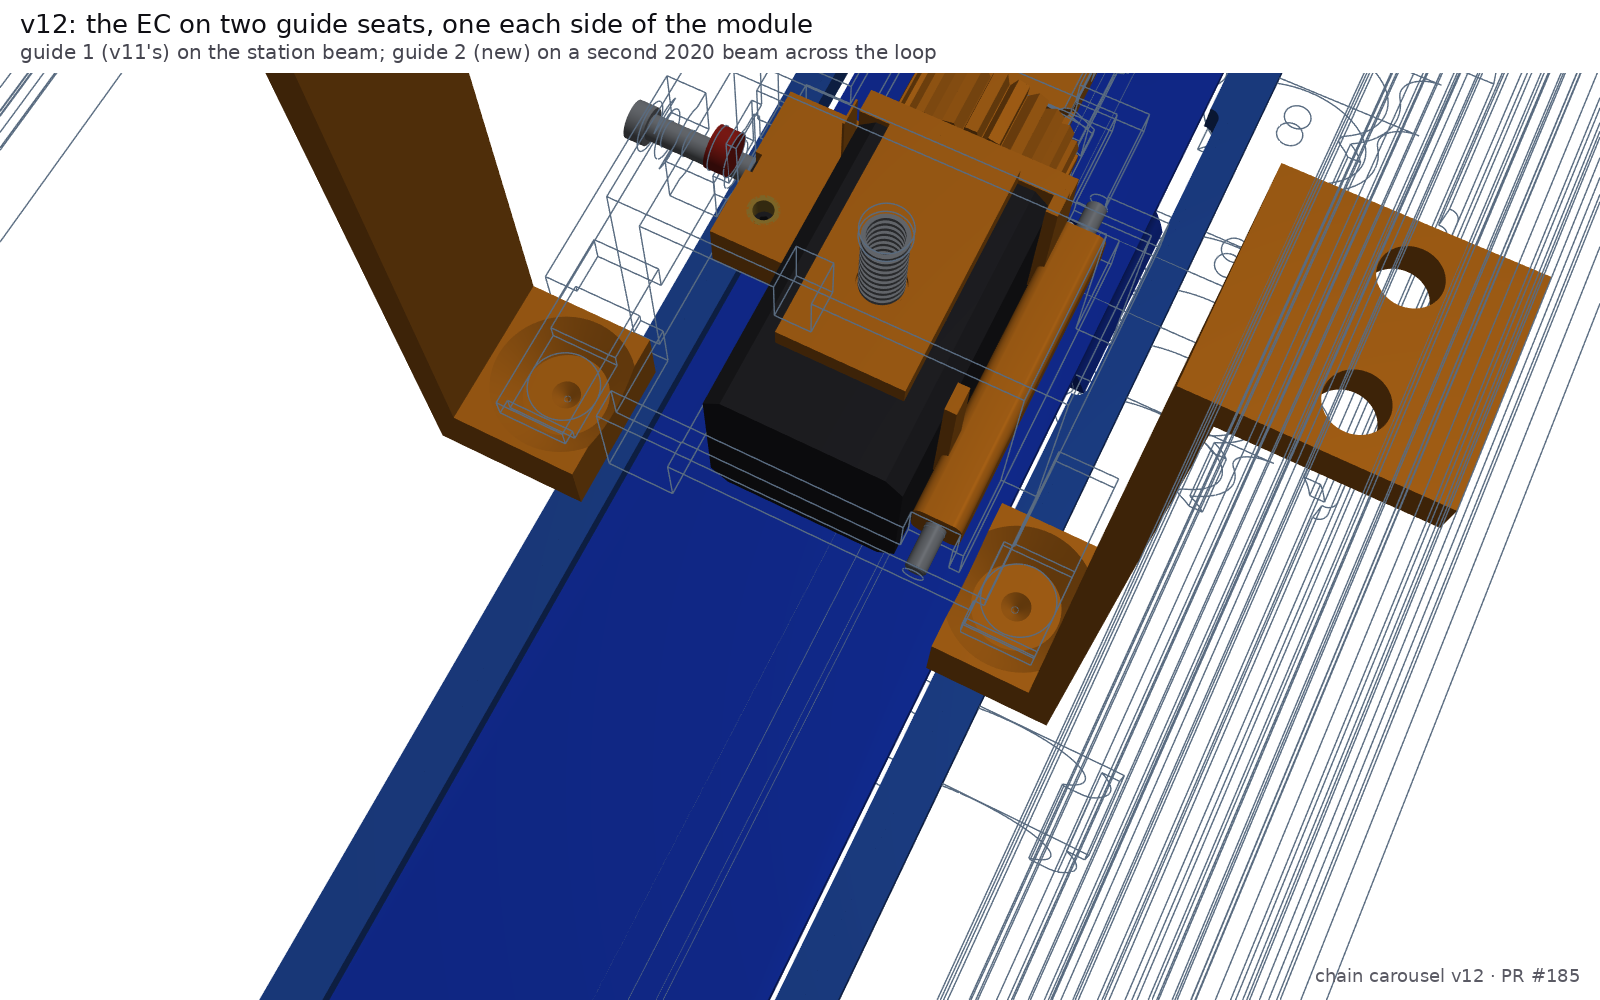 v12: the EC on two guide seats, one each side of the module
guide 1 (v11's) on the station beam; guide 2 (new) on a second 2020 beam across the loop
chain carousel v12 · PR #185